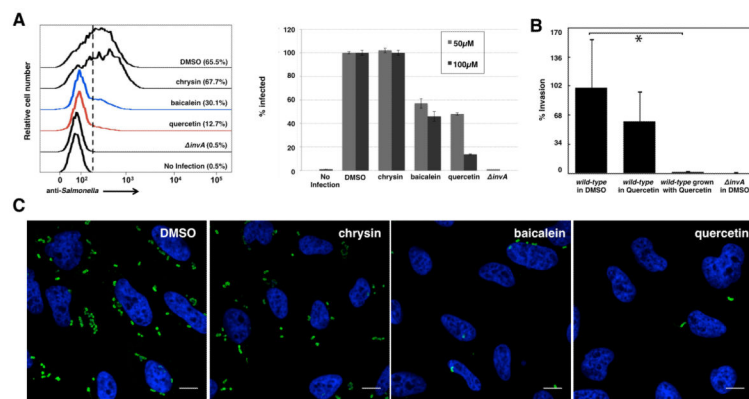 A
Relative cell number
DMSO (65.5%)
chrysin (67.7%)
baicalein (30.1%)
quercetin (12.7%)
ΔinvA (0.5%)
No Infection (0.5%)
0 10² 10³ 10⁴ 10⁵
anti-Salmonella
% infected
120
100
80
60
40
20
0
50µM
100µM
No Infection
DMSO
chrysin
baicalein
quercetin
ΔinvA
B
% Invasion
170
136
102
68
34
0
*
wild-type in DMSO
wild-type in Quercetin
wild-type grown with Quercetin
ΔinvA in DMSO
C
DMSO
chrysin
baicalein
quercetin